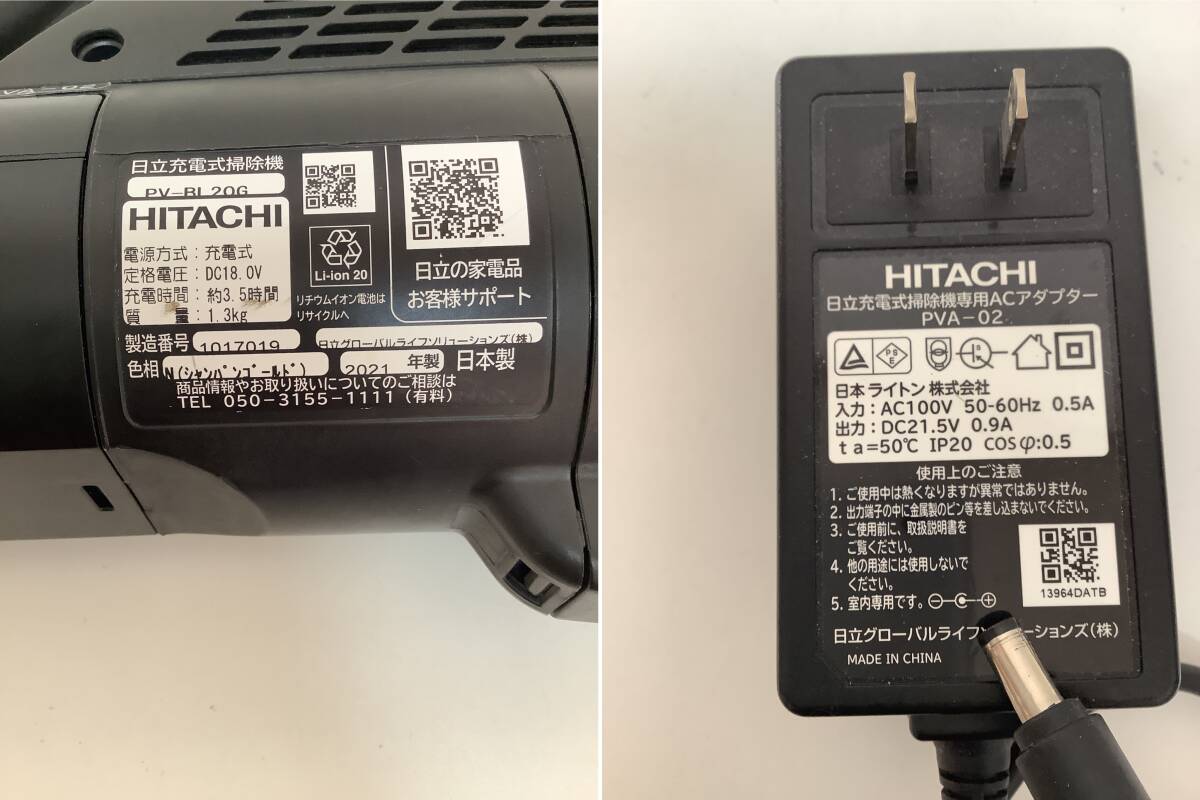 日立充電式掃除機
PV-BL20G
HITACHI
電源方式：充電式
定格電圧：DC18.0V
充電時間：約3.5時間
質量：1.3kg
Li-ion 20
リチウムイオン電池は
リサイクルへ
日立の家電品
お客様サポート
製造番号 1017019
日立グローバルライフソリューションズ(株)
色相 N(シャンパンゴールド)
2021 年製 日本製
商品情報やお取り扱いについてのご相談は
TEL 050-3155-1111（有料）
HITACHI
日立充電式掃除機専用ACアダプター
PVA-02
PS
E
日本 ライトン 株式会社
入力：AC100V 50-60Hz 0.5A
出力：DC21.5V 0.9A
ta=50℃ IP20 COSφ:0.5
使用上のご注意
1. ご使用中は熱くなりますが異常ではありません。
2. 出力端子の中に金属製のピン等を差し込まないでください。
3. ご使用前に、取扱説明書を
ご覧ください。
4. 他の用途には使用しないで
ください。
5. 室内専用です。
13964DATB
日立グローバルライフソリューションズ(株)
MADE IN CHINA